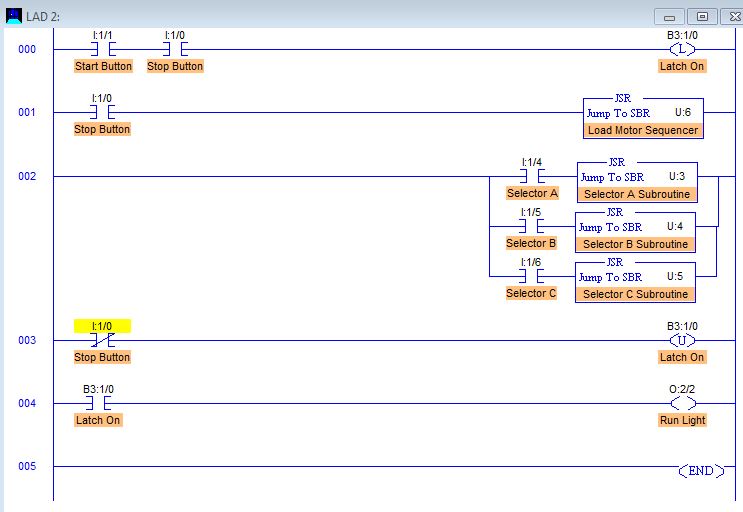 LAD 2:
I:1/1 I:1/0 B3:1/0
000 L
Start Button Stop Button Latch On
I:1/0 JSR
001 Jump To SBR U:6
Stop Button Load Motor Sequencer
I:1/4 JSR
002 Jump To SBR U:3
Selector A Selector A Subroutine
I:1/5 JSR
Jump To SBR U:4
Selector B Selector B Subroutine
I:1/6 JSR
Jump To SBR U:5
Selector C Selector C Subroutine
I:1/0 B3:1/0
003 U
Stop Button Latch On
B3:1/0 O:2/2
004
Latch On Run Light
005 END